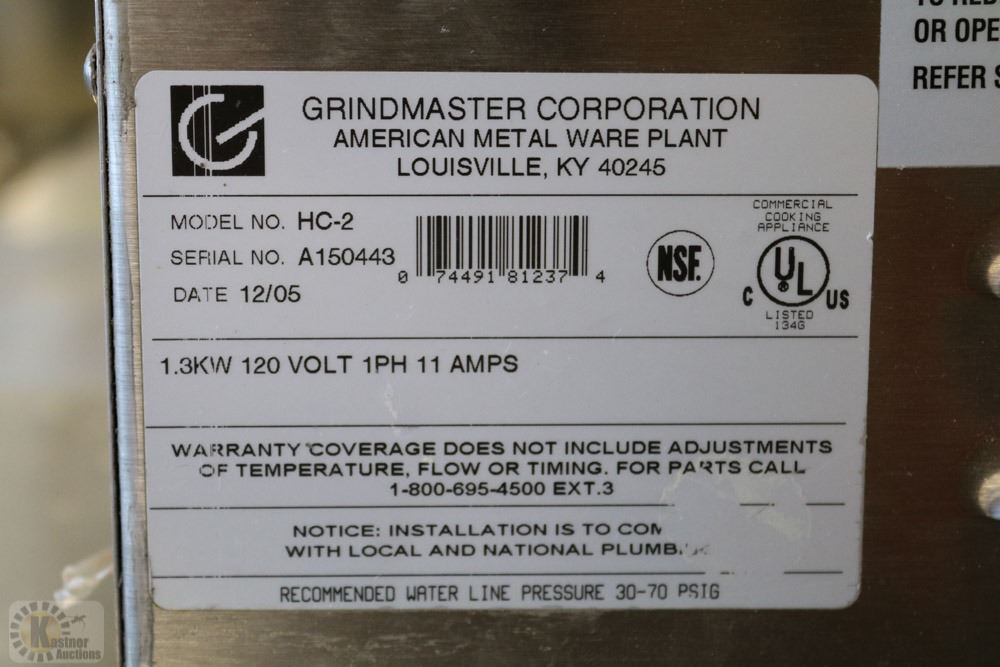 GRINDMASTER CORPORATION
AMERICAN METAL WARE PLANT
LOUISVILLE, KY 40245
MODEL NO. HC-2
SERIAL NO. A150443
DATE 12/05
0 74491 81237 4
NSF.
COMMERCIAL
COOKING
APPLIANCE
UL
C US
LISTED
134G
1.3KW 120 VOLT 1PH 11 AMPS
WARRANTY COVERAGE DOES NOT INCLUDE ADJUSTMENTS
OF TEMPERATURE, FLOW OR TIMING. FOR PARTS CALL
1-800-695-4500 EXT.3
NOTICE: INSTALLATION IS TO COM
WITH LOCAL AND NATIONAL PLUMB
RECOMMENDED WATER LINE PRESSURE 30-70 PSIG
OR OPE
REFER
Kastner
Auctions